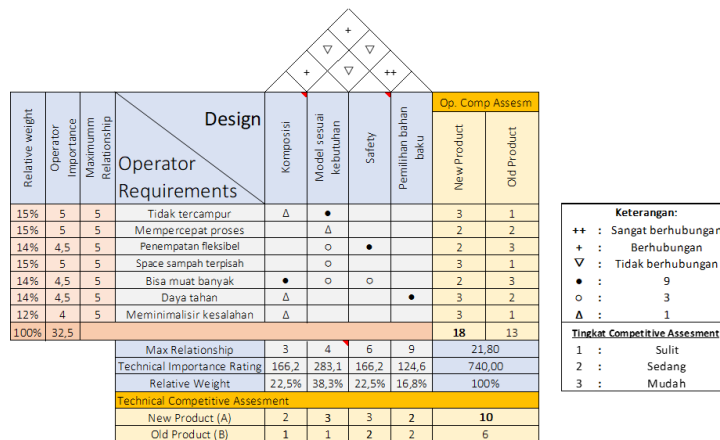 +
▽ ▽
+ ▽ ++
Relative weight
Operator Importance
Maximumm Relationship
Design
Operator Requirements
Komposisi
Model sesuai kebutuhan
Safety
Pemilihan bahan baku
Op. Comp Assesm
New Product
Old Product
15% 5 5 Tidak tercampur Δ ● 3 1
15% 5 5 Mempercepat proses Δ 2 2
14% 4,5 5 Penempatan fleksibel ○ ● 2 3
15% 5 5 Space sampah terpisah ○ 3 1
14% 4,5 5 Bisa muat banyak ● ○ ○ 2 3
14% 4,5 5 Daya tahan Δ ● 3 2
12% 4 5 Meminimalisir kesalahan Δ 3 1
100% 32,5 18 13
Max Relationship 3 4 6 9 21,80
Technical Importance Rating 166,2 283,1 166,2 124,6 740,00
Relative Weight 22,5% 38,3% 22,5% 16,8% 100%
Technical Competitive Assesment
New Product (A) 2 3 3 2 10
Old Product (B) 1 1 2 2 6
Keterangan:
++ : Sangat berhubungan
+ : Berhubungan
▽ : Tidak berhubungan
● : 9
○ : 3
Δ : 1
Tingkat Competitive Assesment
1 : Sulit
2 : Sedang
3 : Mudah